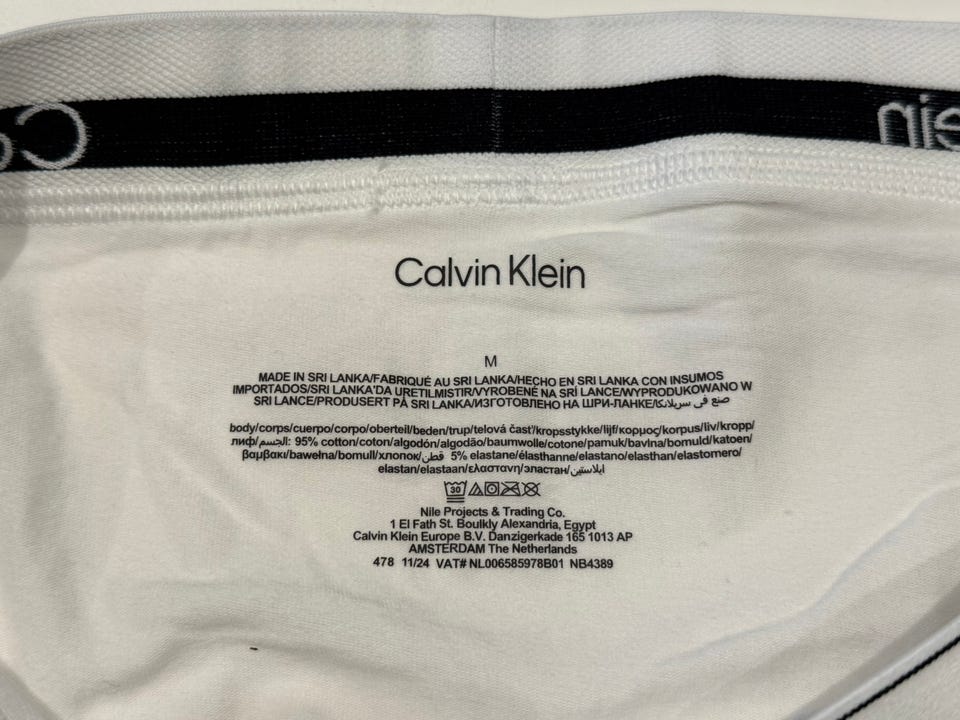 Calvin Klein
M
MADE IN SRI LANKA/FABRIQUÉ AU SRI LANKA/HECHO EN SRI LANKA CON INSUMOS
IMPORTADOS/SRI LANKA'DA URETILMISTIR/VYROBENÉ NA SRÍ LANCE/WYPRODUKOWANO W
SRI LANCE/PRODUSERT PÅ SRI LANKA/ИЗГОТОВЛЕНО НА ШРИ-ЛАНКЕ/صنع في سريلانكا
body/corps/cuerpo/corpo/oberteil/beden/trup/telová časť/kropsstykke/lijf/κορμος/korpus/liv/kropp/
лиф/الجسم: 95% cotton/coton/algodón/algodão/baumwolle/cotone/pamuk/bavlna/bomuld/katoen/
βαμβακι/bawełna/bomull/хлопок/قطن 5% elastane/élasthanne/elastano/elasthan/elastomero/
elastan/elastaan/ελαστανη/эластан/ايلاستين
30
Nile Projects & Trading Co.
1 El Fath St. Boulkly Alexandria, Egypt
Calvin Klein Europe B.V. Danzigerkade 165 1013 AP
AMSTERDAM The Netherlands
478 11/24 VAT# NL006585978B01 NB4389